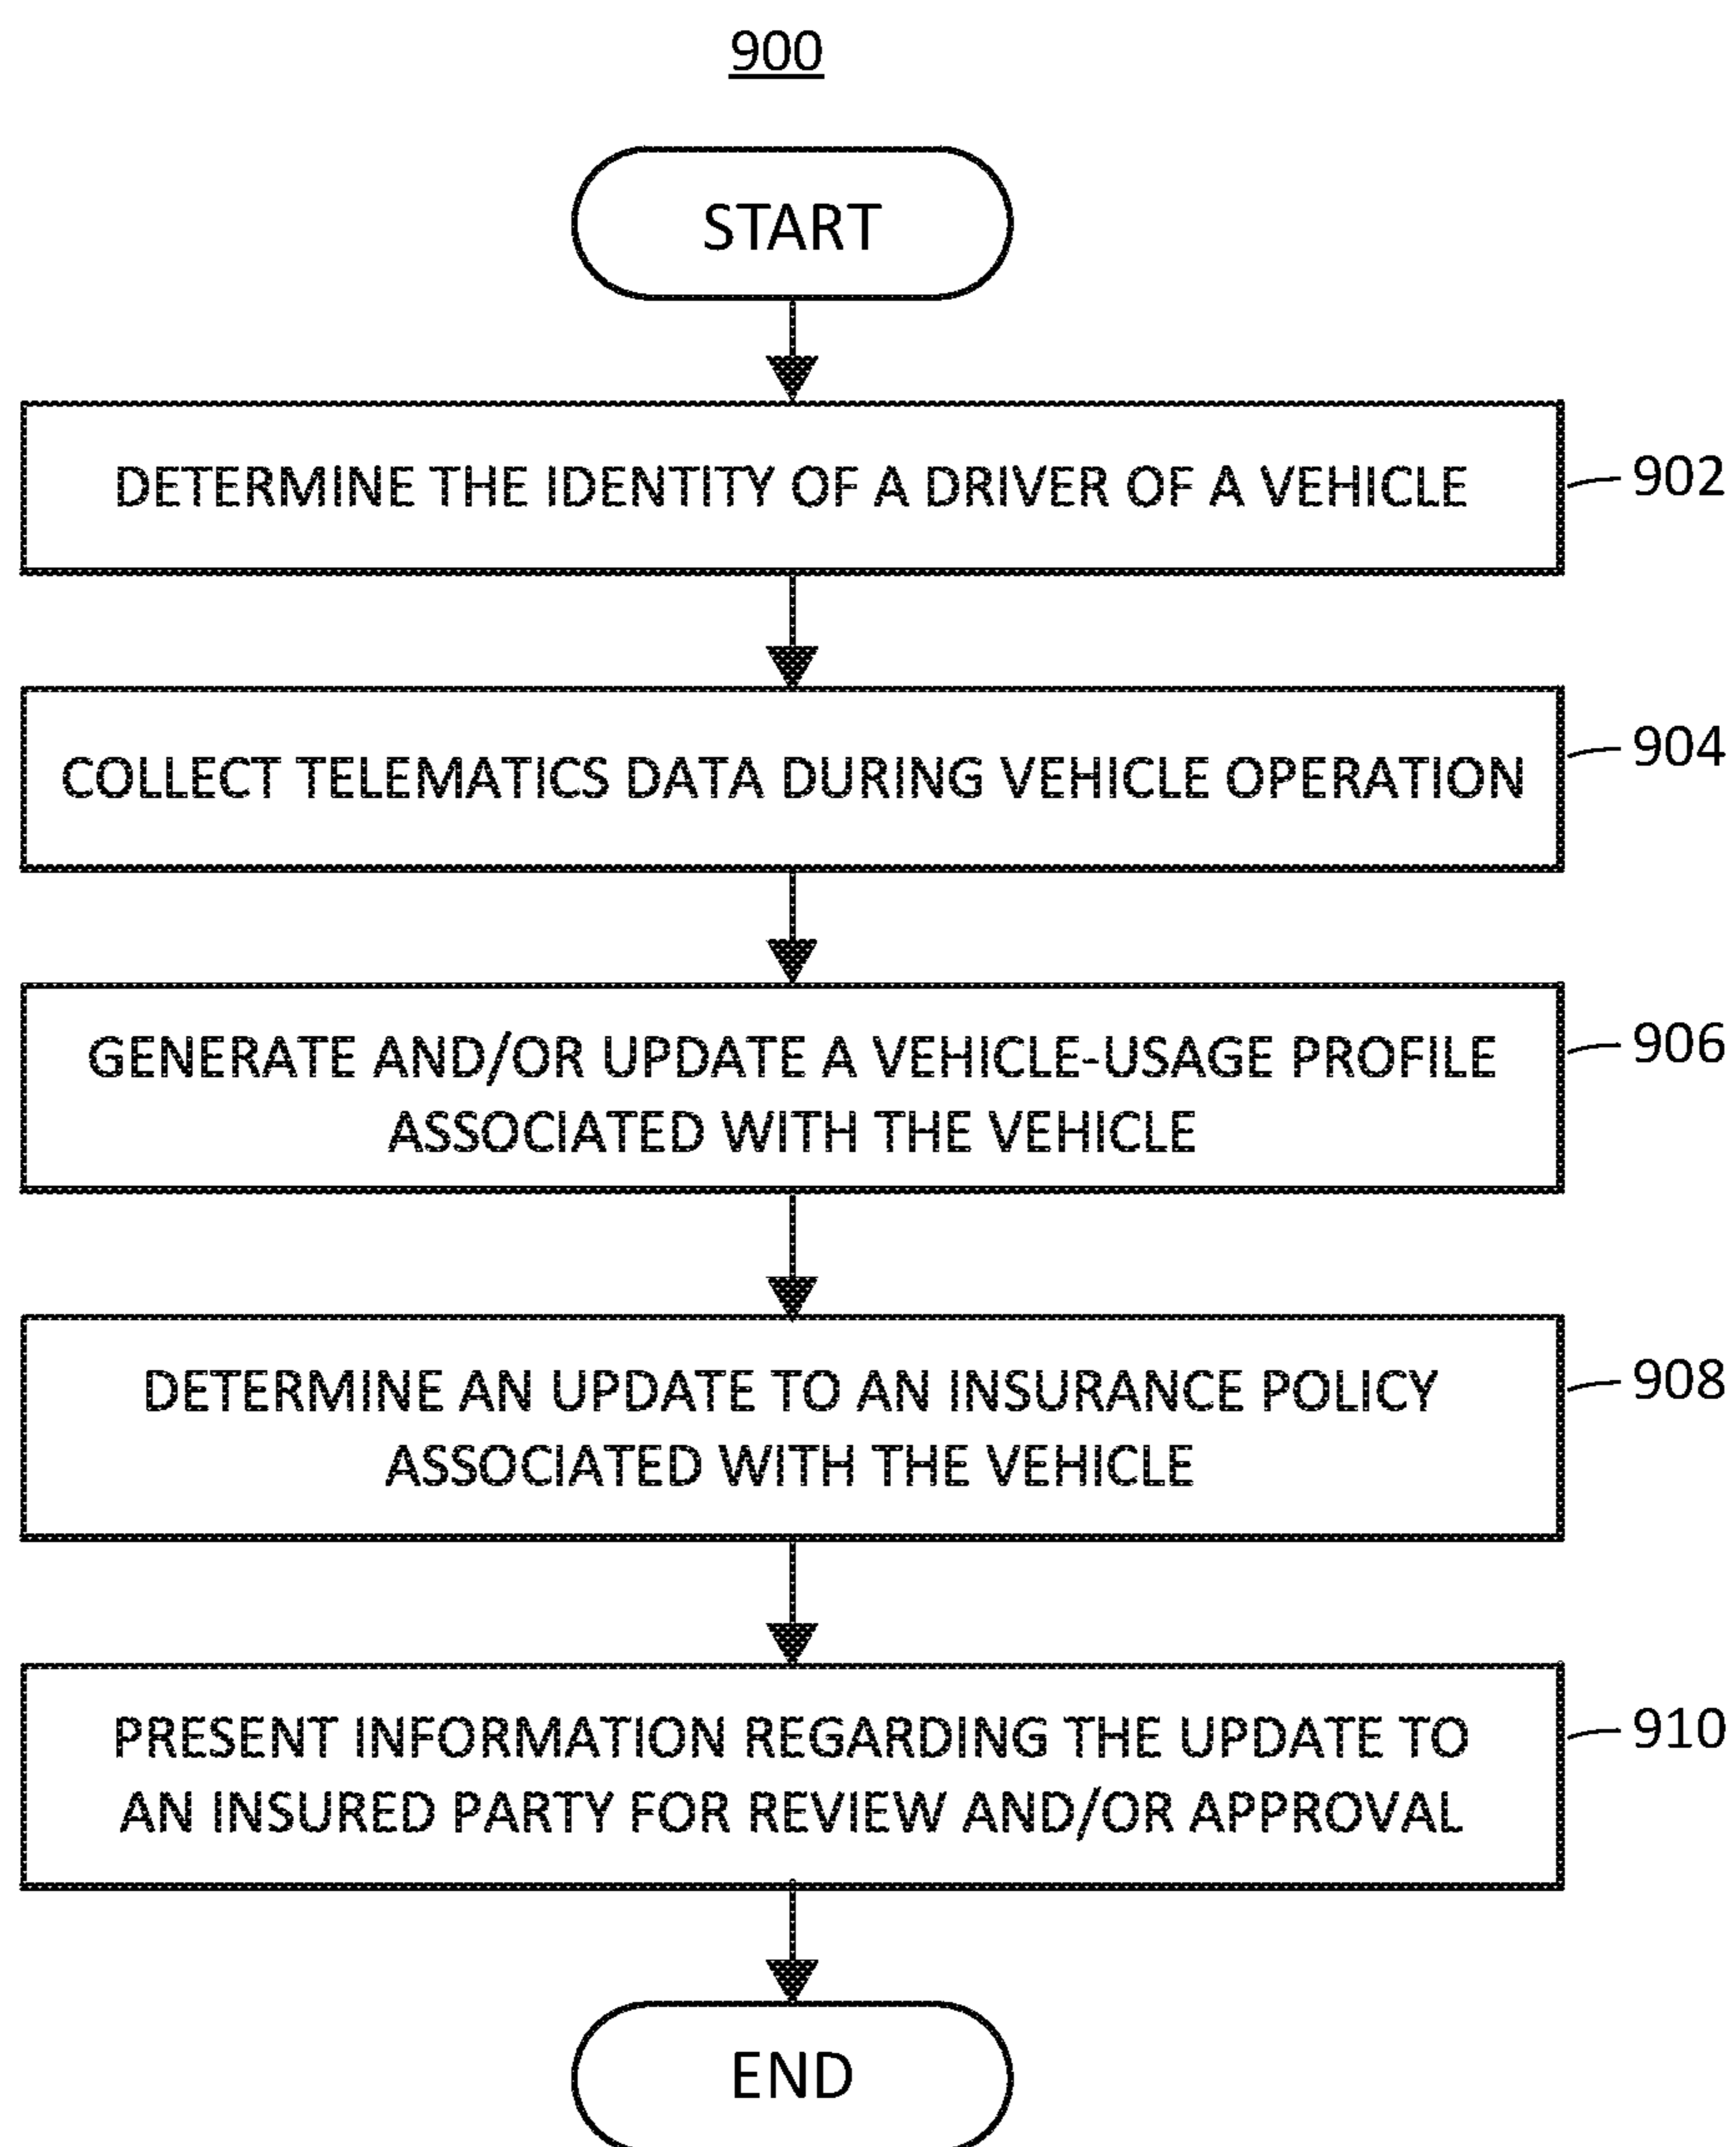 900
START
DETERMINE THE IDENTITY OF A DRIVER OF A VEHICLE
902
COLLECT TELEMATICS DATA DURING VEHICLE OPERATION
904
GENERATE AND/OR UPDATE A VEHICLE-USAGE PROFILE
ASSOCIATED WITH THE VEHICLE
906
DETERMINE AN UPDATE TO AN INSURANCE POLICY
ASSOCIATED WITH THE VEHICLE
908
PRESENT INFORMATION REGARDING THE UPDATE TO
AN INSURED PARTY FOR REVIEW AND/OR APPROVAL
910
END